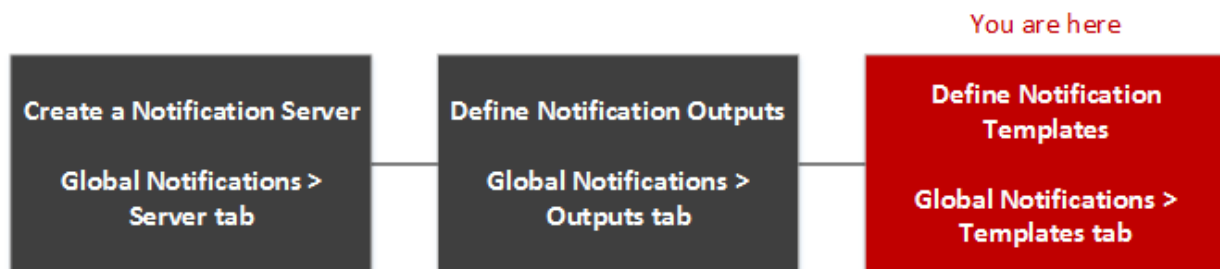 You are here
Create a Notification Server
Global Notifications >
Server tab
Define Notification Outputs
Global Notifications >
Outputs tab
Define Notification
Templates
Global Notifications >
Templates tab